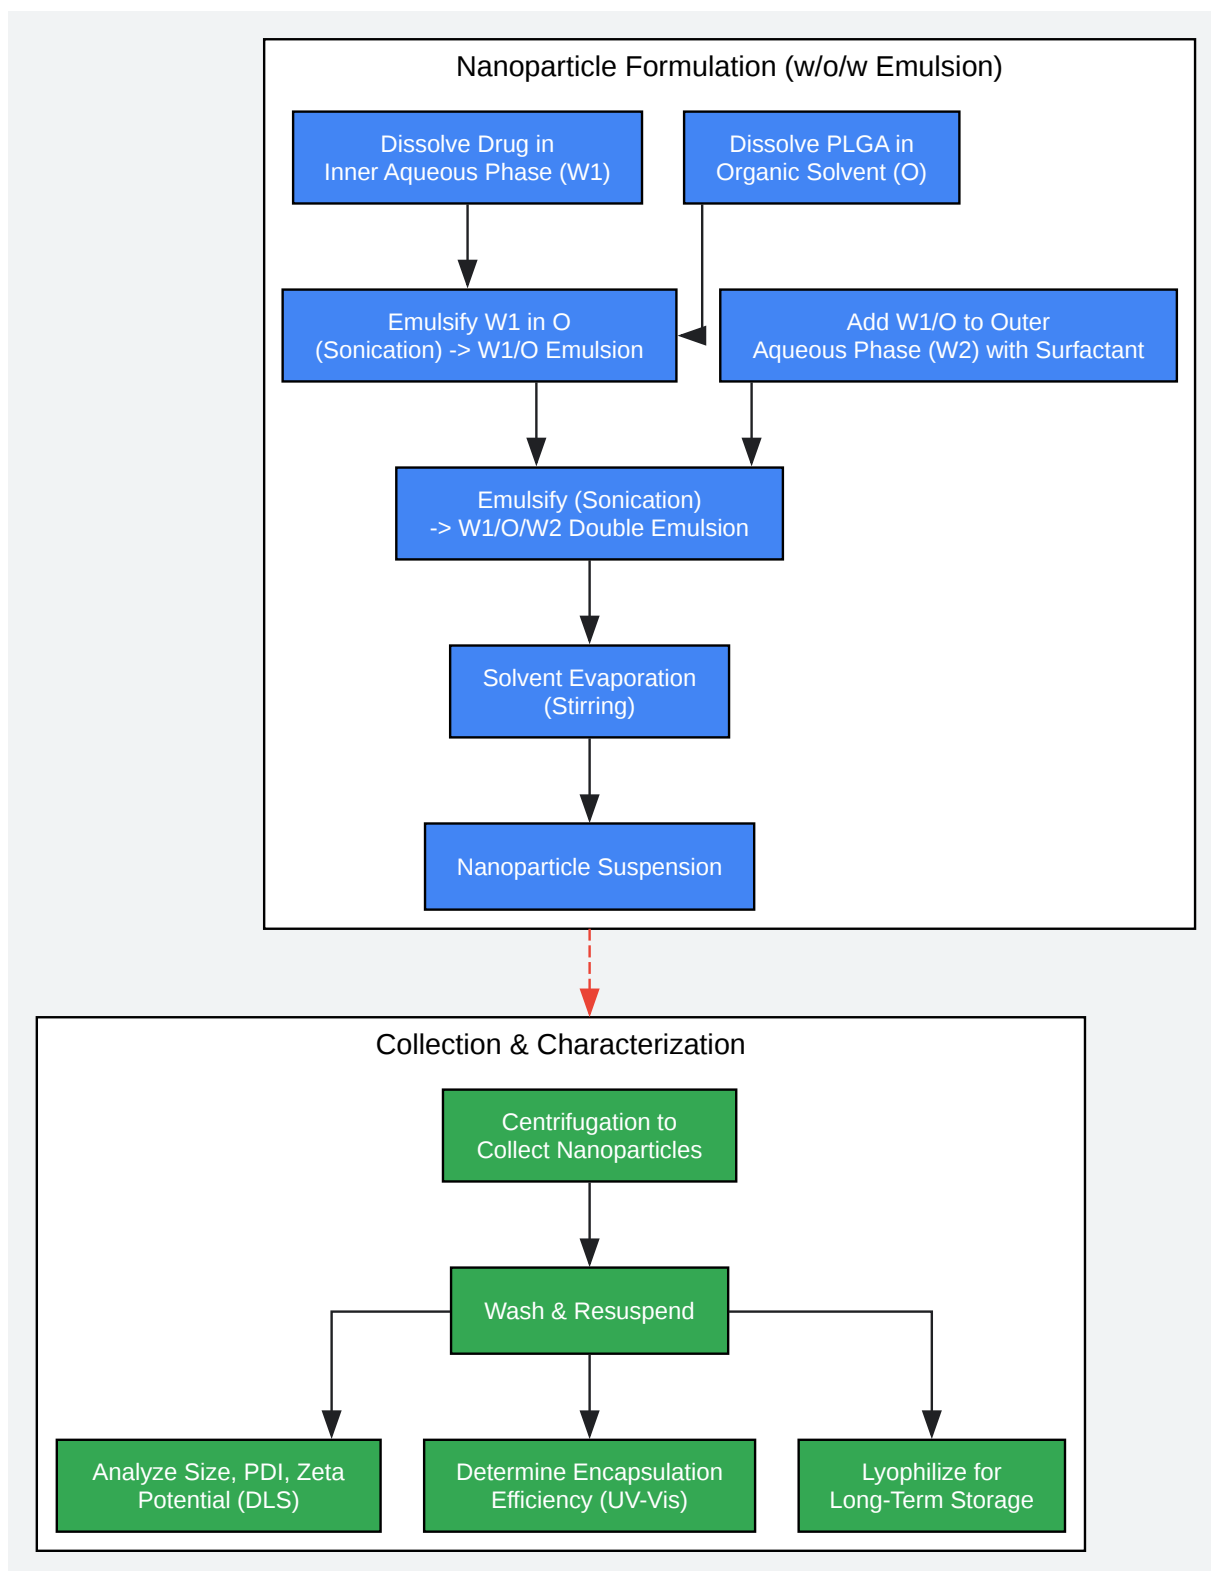 Nanoparticle Formulation (w/o/w Emulsion)
Dissolve Drug in
Inner Aqueous Phase (W1)
Dissolve PLGA in
Organic Solvent (O)
Emulsify W1 in O
(Sonication) -> W1/O Emulsion
Add W1/O to Outer
Aqueous Phase (W2) with Surfactant
Emulsify (Sonication)
-> W1/O/W2 Double Emulsion
Solvent Evaporation
(Stirring)
Nanoparticle Suspension
Collection & Characterization
Centrifugation to
Collect Nanoparticles
Wash & Resuspend
Analyze Size, PDI, Zeta
Potential (DLS)
Determine Encapsulation
Efficiency (UV-Vis)
Lyophilize for
Long-Term Storage